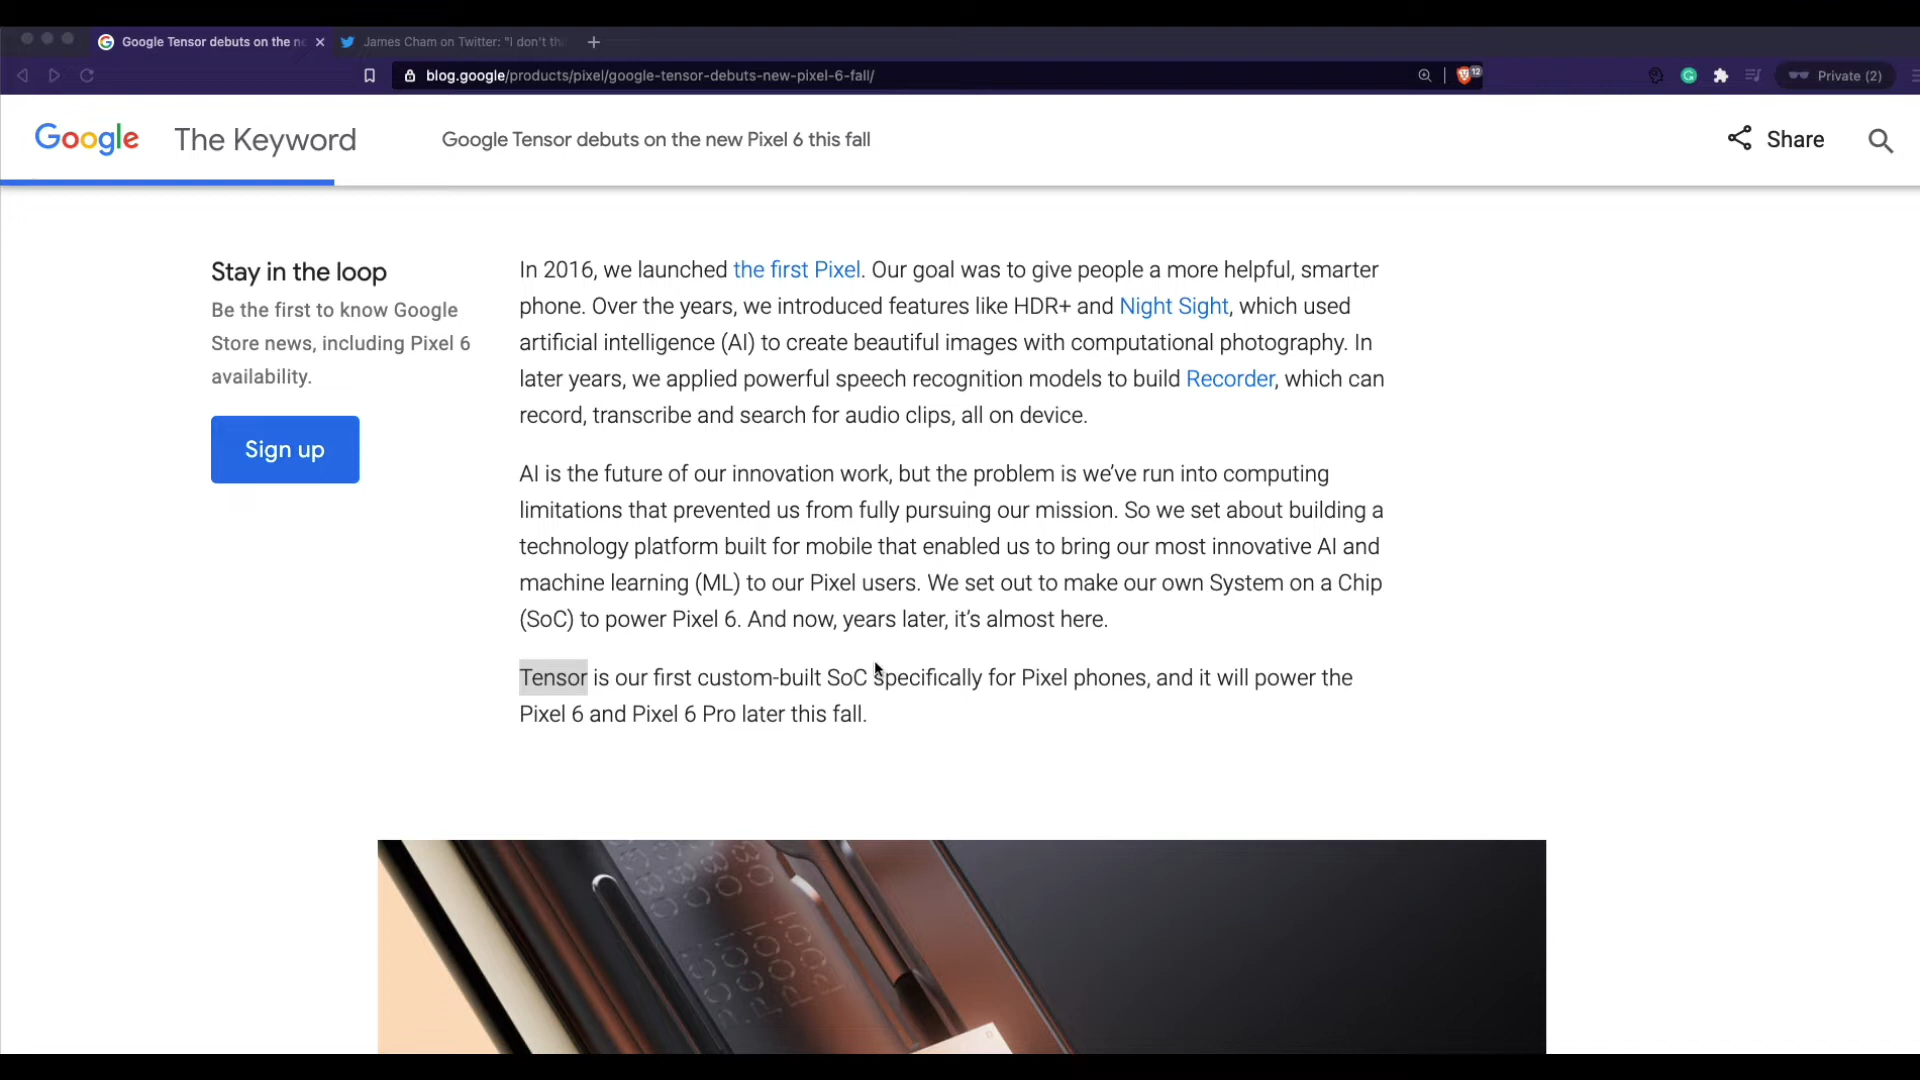 Google Tensor debuts on the ne
James Cham on Twitter: "I don't thi
blog.google/products/pixel/google-tensor-debuts-new-pixel-6-fall/
12
Private (2)
Google The Keyword
Google Tensor debuts on the new Pixel 6 this fall
Share
Stay in the loop
Be the first to know Google
Store news, including Pixel 6
availability.
Sign up
In 2016, we launched the first Pixel. Our goal was to give people a more helpful, smarter
phone. Over the years, we introduced features like HDR+ and Night Sight, which used
artificial intelligence (AI) to create beautiful images with computational photography. In
later years, we applied powerful speech recognition models to build Recorder, which can
record, transcribe and search for audio clips, all on device.
AI is the future of our innovation work, but the problem is we’ve run into computing
limitations that prevented us from fully pursuing our mission. So we set about building a
technology platform built for mobile that enabled us to bring our most innovative AI and
machine learning (ML) to our Pixel users. We set out to make our own System on a Chip
(SoC) to power Pixel 6. And now, years later, it’s almost here.
Tensor is our first custom-built SoC specifically for Pixel phones, and it will power the
Pixel 6 and Pixel 6 Pro later this fall.